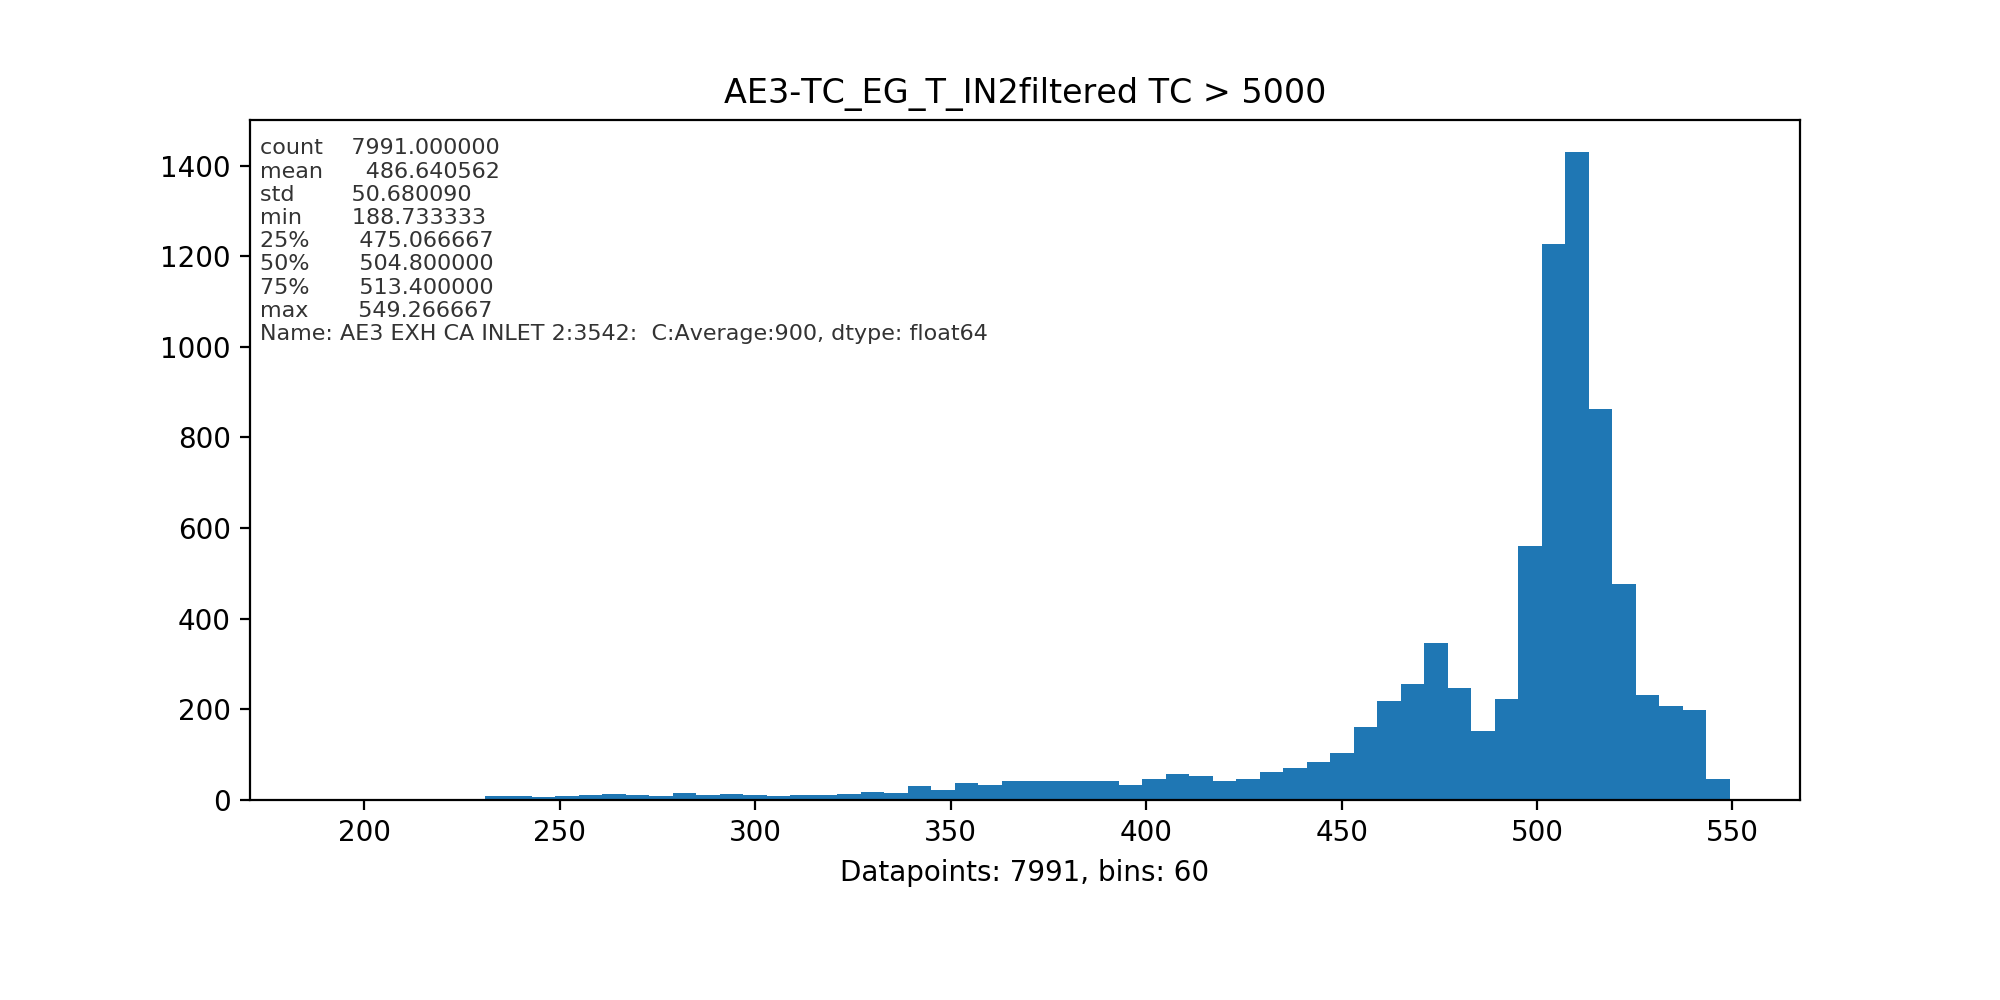 AE3-TC_EG_T_IN2filtered TC > 5000
count 7991.000000
mean 486.640562
std 50.680090
min 188.733333
25% 475.066667
50% 504.800000
75% 513.400000
max 549.266667
Name: AE3 EXH CA INLET 2:3542:  C:Average:900, dtype: float64
1400
1200
1000
800
600
400
200
0
200 250 300 350 400 450 500 550
Datapoints: 7991, bins: 60